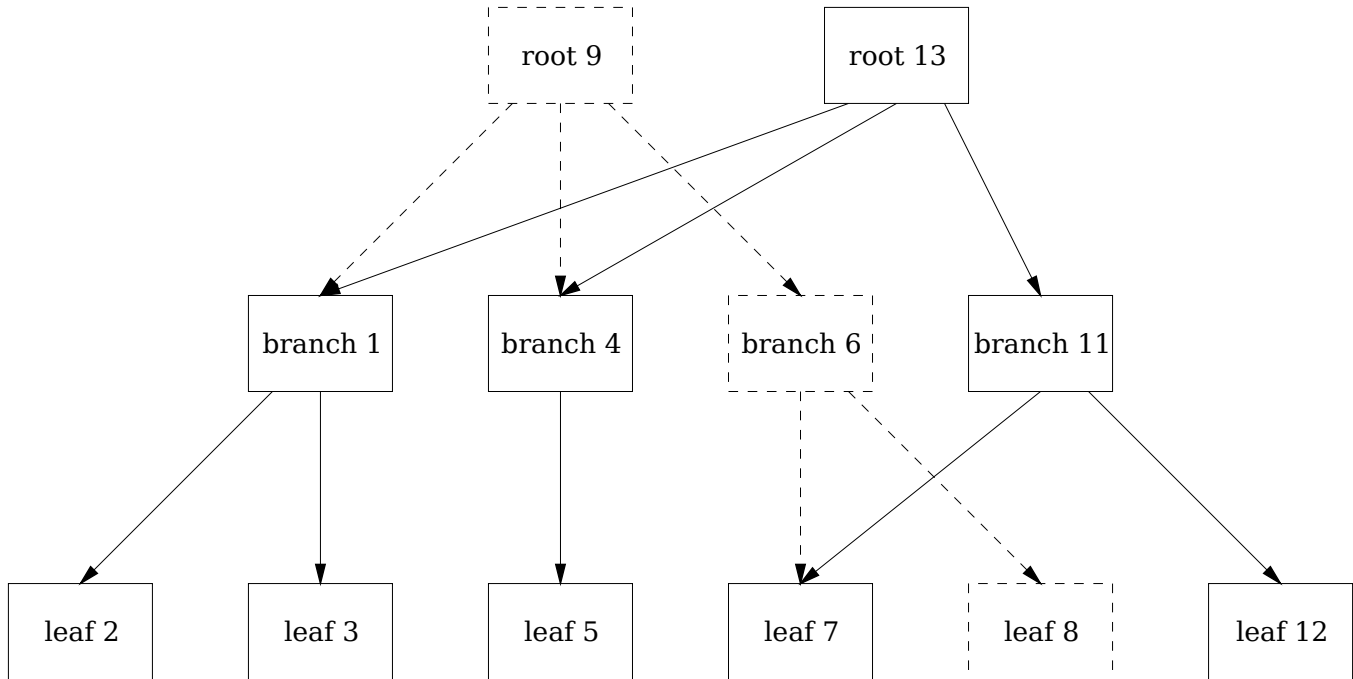 root 9
root 13
branch 1
branch 4
branch 6
branch 11
leaf 2
leaf 3
leaf 5
leaf 7
leaf 8
leaf 12